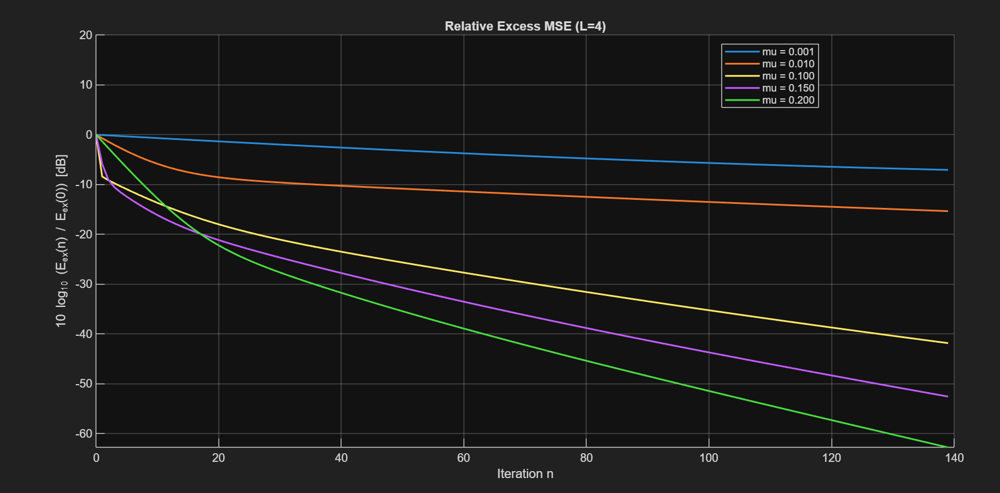 Relative Excess MSE (L=4)
20
10
0
-10
-20
-30
-40
-50
-60
10 log₁₀ (Eₑₓ(n) / Eₑₓ(0)) [dB]
mu = 0.001
mu = 0.010
mu = 0.100
mu = 0.150
mu = 0.200
0 20 40 60 80 100 120 140
Iteration n